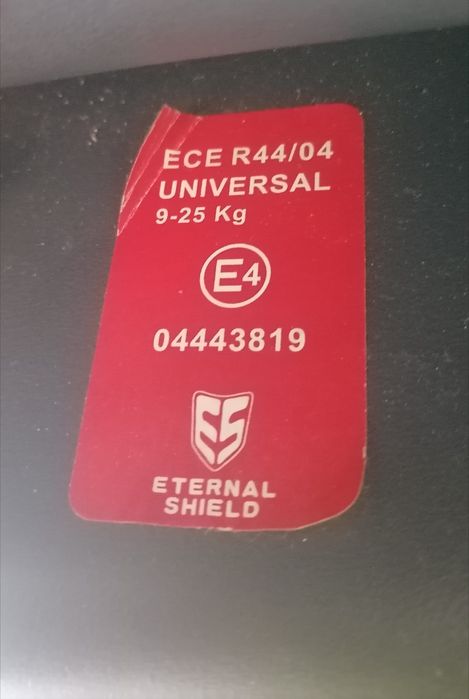 ECE R44/04
UNIVERSAL
9-25 Kg
E4
04443819
ES
ETERNAL
SHIELD